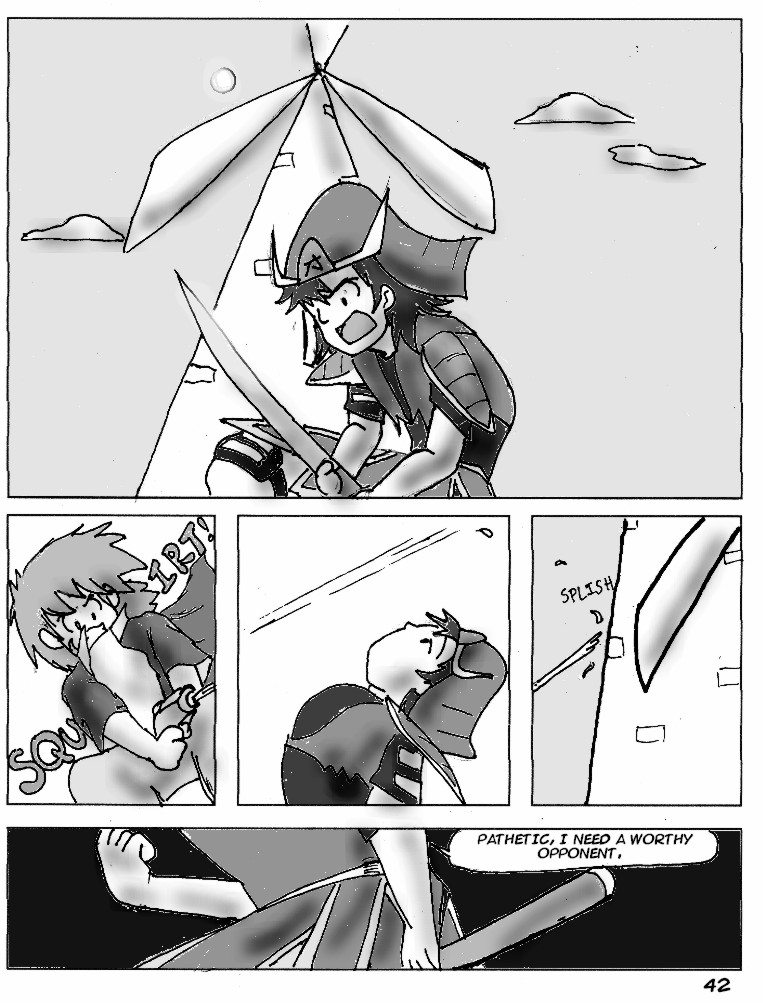 SQUIRT!
SPLISH
PATHETIC, I NEED A WORTHY
OPPONENT.
42